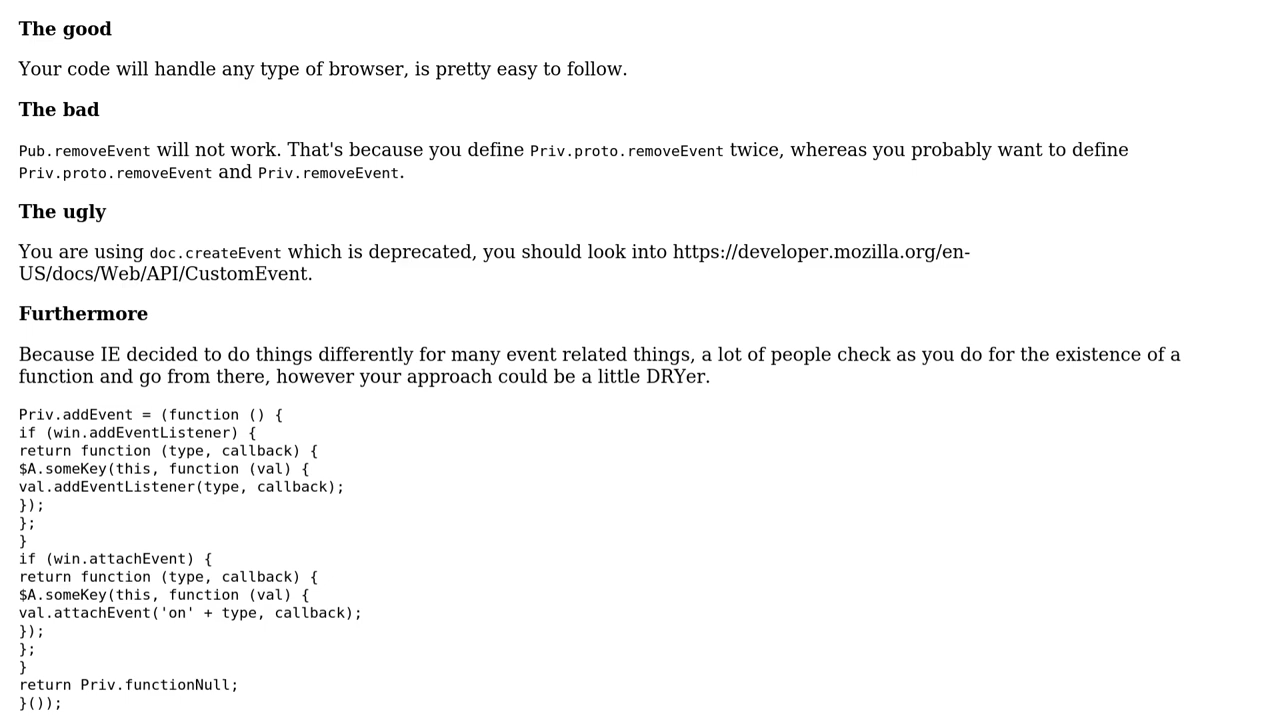 The good
Your code will handle any type of browser, is pretty easy to follow.
The bad
Pub.removeEvent will not work. That's because you define Priv.proto.removeEvent twice, whereas you probably want to define
Priv.proto.removeEvent and Priv.removeEvent.
The ugly
You are using doc.createEvent which is deprecated, you should look into https://developer.mozilla.org/en-
US/docs/Web/API/CustomEvent.
Furthermore
Because IE decided to do things differently for many event related things, a lot of people check as you do for the existence of a
function and go from there, however your approach could be a little DRYer.
Priv.addEvent = (function () {
if (win.addEventListener) {
return function (type, callback) {
$A.someKey(this, function (val) {
val.addEventListener(type, callback);
});
};
}
if (win.attachEvent) {
return function (type, callback) {
$A.someKey(this, function (val) {
val.attachEvent('on' + type, callback);
});
};
}
return Priv.functionNull;
}());